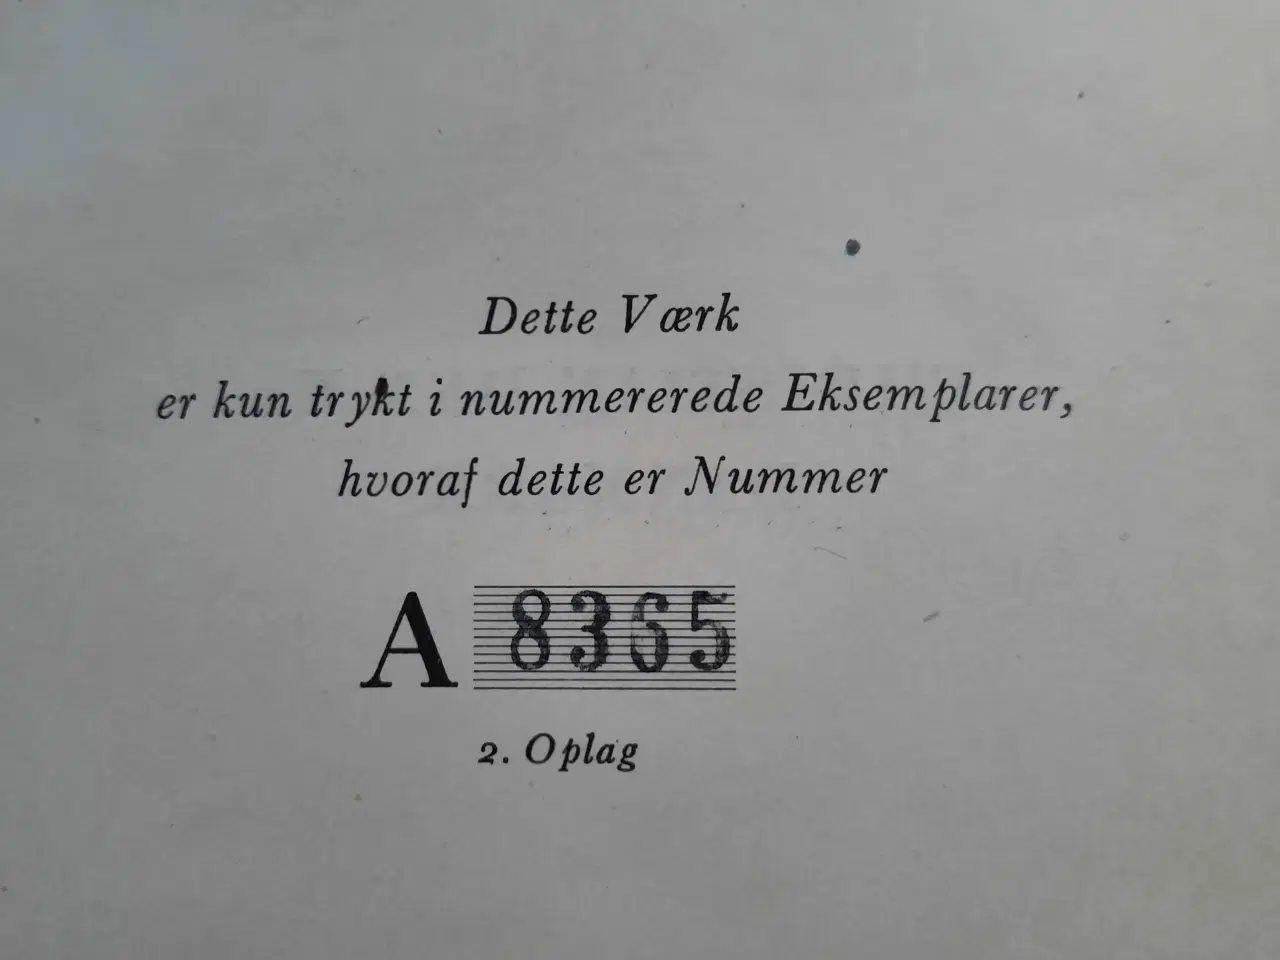 Dette Værk
er kun trykt i nummererede Eksemplarer,
hvoraf dette er Nummer
A 8365
2. Oplag